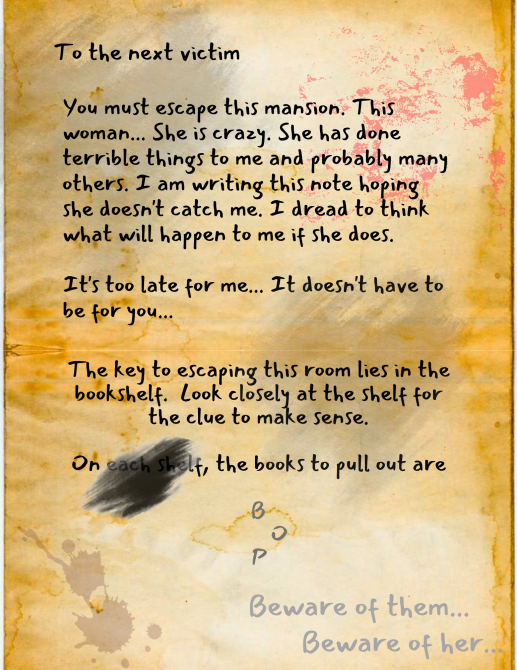 To the next victim
You must escape this mansion. This
woman... She is crazy. She has done
terrible things to me and probably many
others. I am writing this note hoping
she doesn't catch me. I dread to think
what will happen to me if she does.
It's too late for me... It doesn't have to
be for you...
The key to escaping this room lies in the
bookshelf. Look closely at the shelf for
the clue to make sense.
On each shelf, the books to pull out are
B
O
P
Beware of them...
Beware of her...